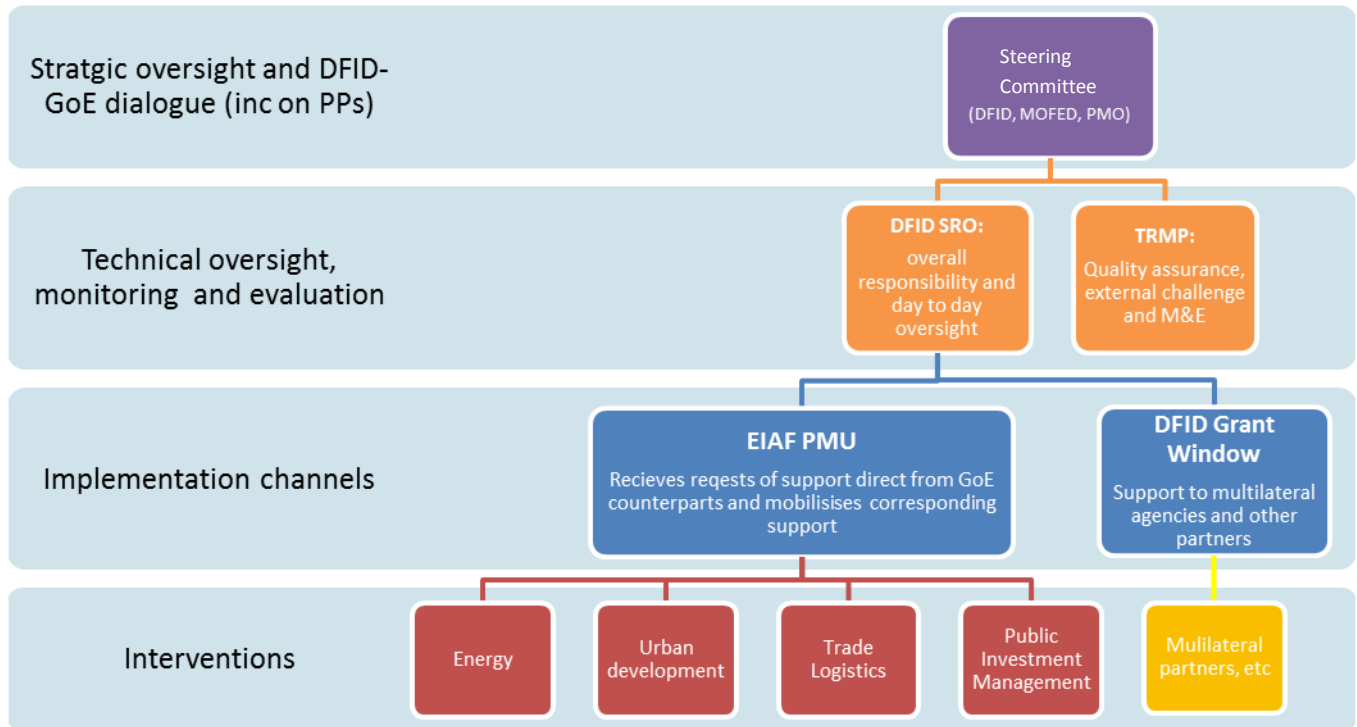 Stratgic oversight and DFID-
GoE dialogue (inc on PPs)
Steering
Committee
(DFID, MOFED, PMO)
Technical oversight,
monitoring and evaluation
DFID SRO:
overall
responsibility and
day to day
oversight
TRMP:
Quality assurance,
external challenge
and M&E
Implementation channels
EIAF PMU
Recieves reqests of support direct from GoE
counterparts and mobilisises corresponding
support
DFID Grant
Window
Support to multilateral
agencies and other
partners
Interventions
Energy
Urban
development
Trade
Logistics
Public
Investment
Management
Mulilateral
partners, etc